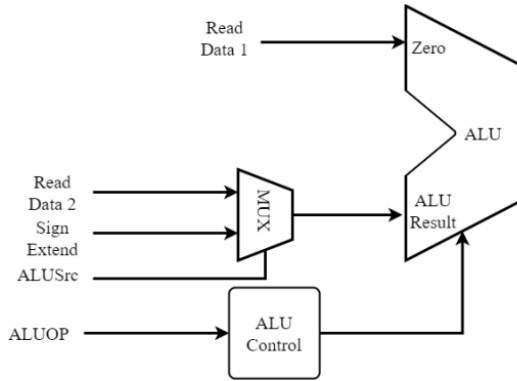 Read
Data 1
Zero
ALU
Read
Data 2
Sign
Extend
ALUSrc
MUX
ALU
Result
ALUOP
ALU
Control